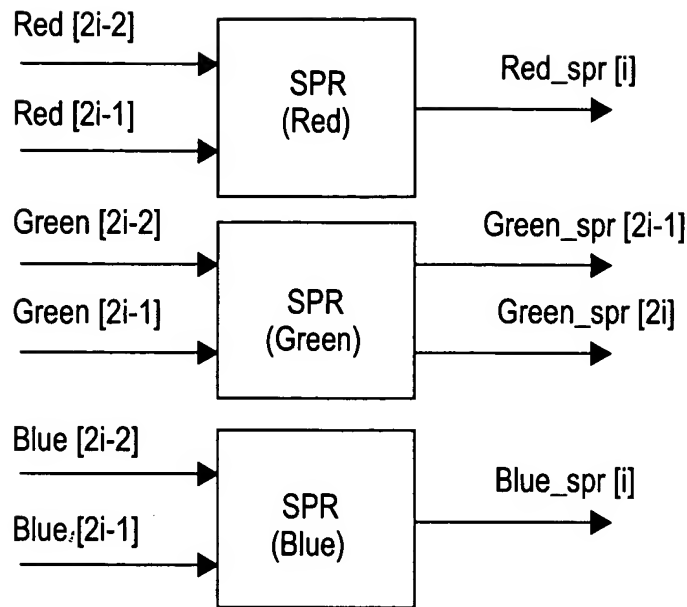 Red [2i-2]
Red [2i-1]
SPR
(Red)
Red_spr [i]
Green [2i-2]
Green [2i-1]
SPR
(Green)
Green_spr [2i-1]
Green_spr [2i]
Blue [2i-2]
Blue [2i-1]
SPR
(Blue)
Blue_spr [i]